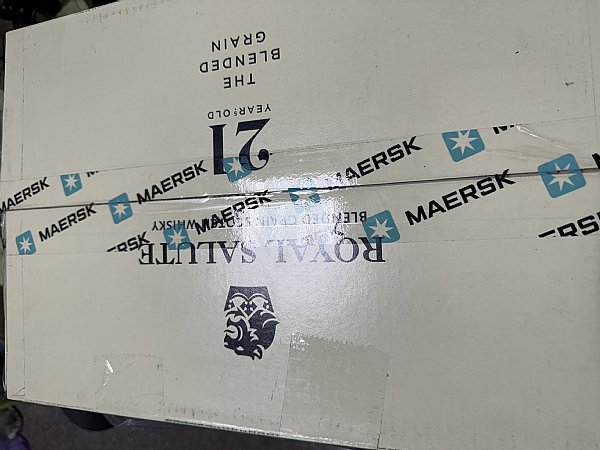 ROYAL SALUTE
BLENDED GRAIN SCOTCH WHISKY
21
YEARS OLD
THE
BLENDED
GRAIN
MAERSK
MAERSK
MAERSK
MAERSK
MAERSK
MAERSK